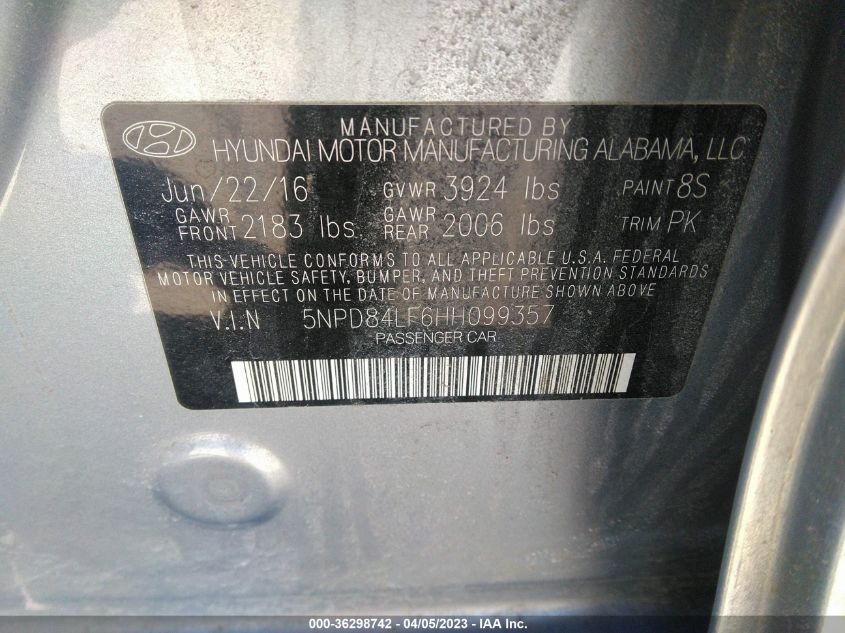 MANUFACTURED BY
HYUNDAI MOTOR MANUFACTURING ALABAMA, LLC
Jun/22/16 GVWR 3924 lbs PAINT 8S
GAWR FRONT 2183 lbs. GAWR REAR 2006 lbs TRIM PK
THIS VEHICLE CONFORMS TO ALL APPLICABLE U.S.A. FEDERAL
MOTOR VEHICLE SAFETY, BUMPER, AND THEFT PREVENTION STANDARDS
IN EFFECT ON THE DATE OF MANUFACTURE SHOWN ABOVE
V.I.N 5NPD84LF6HH099357
PASSENGER CAR
000-36298742 - 04/05/2023 - IAA Inc.